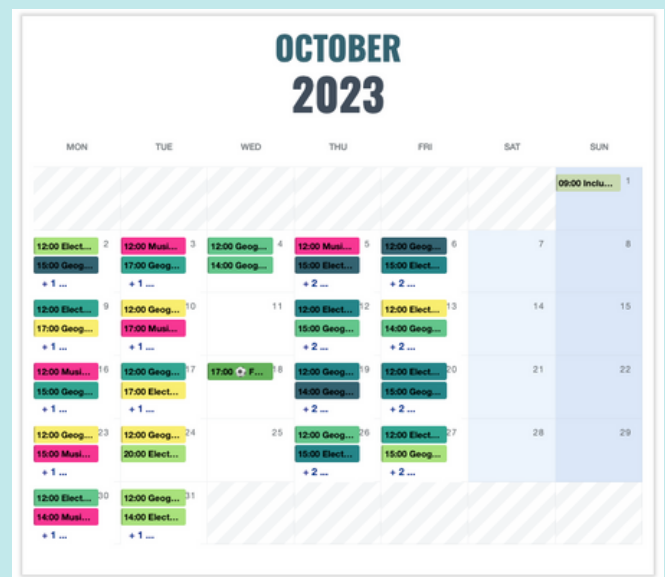 OCTOBER
2023
MON TUE WED THU FRI SAT SUN
09:00 Inclu... 1
12:00 Elect... 2 12:00 Musi... 3 12:00 Geog... 4 12:00 Musi... 5 12:00 Geog... 6 7 8
15:00 Geog... 17:00 Geog... 14:00 Geog... 15:00 Elect... 15:00 Elect...
+ 1 ... + 1 ... + 2 ... + 2 ...
12:00 Elect... 9 12:00 Geog... 10 11 12:00 Elect... 12 12:00 Elect... 13 14 15
17:00 Geog... 17:00 Musi... 15:00 Geog... 14:00 Geog...
+ 1 ... + 1 ... + 2 ... + 2 ...
12:00 Musi... 16 12:00 Geog... 17 17:00 ⚽ F... 18 12:00 Geog... 19 12:00 Elect... 20 21 22
15:00 Geog... 17:00 Elect... 14:00 Geog... 15:00 Geog...
+ 1 ... + 1 ... + 2 ... + 2 ...
12:00 Geog... 23 12:00 Geog... 24 25 12:00 Geog... 26 12:00 Elect... 27 28 29
15:00 Musi... 20:00 Elect... 15:00 Elect... 15:00 Geog...
+ 1 ... + 2 ... + 2 ...
12:00 Elect... 30 12:00 Geog... 31
14:00 Musi... 14:00 Elect...
+ 1 ... + 1 ...